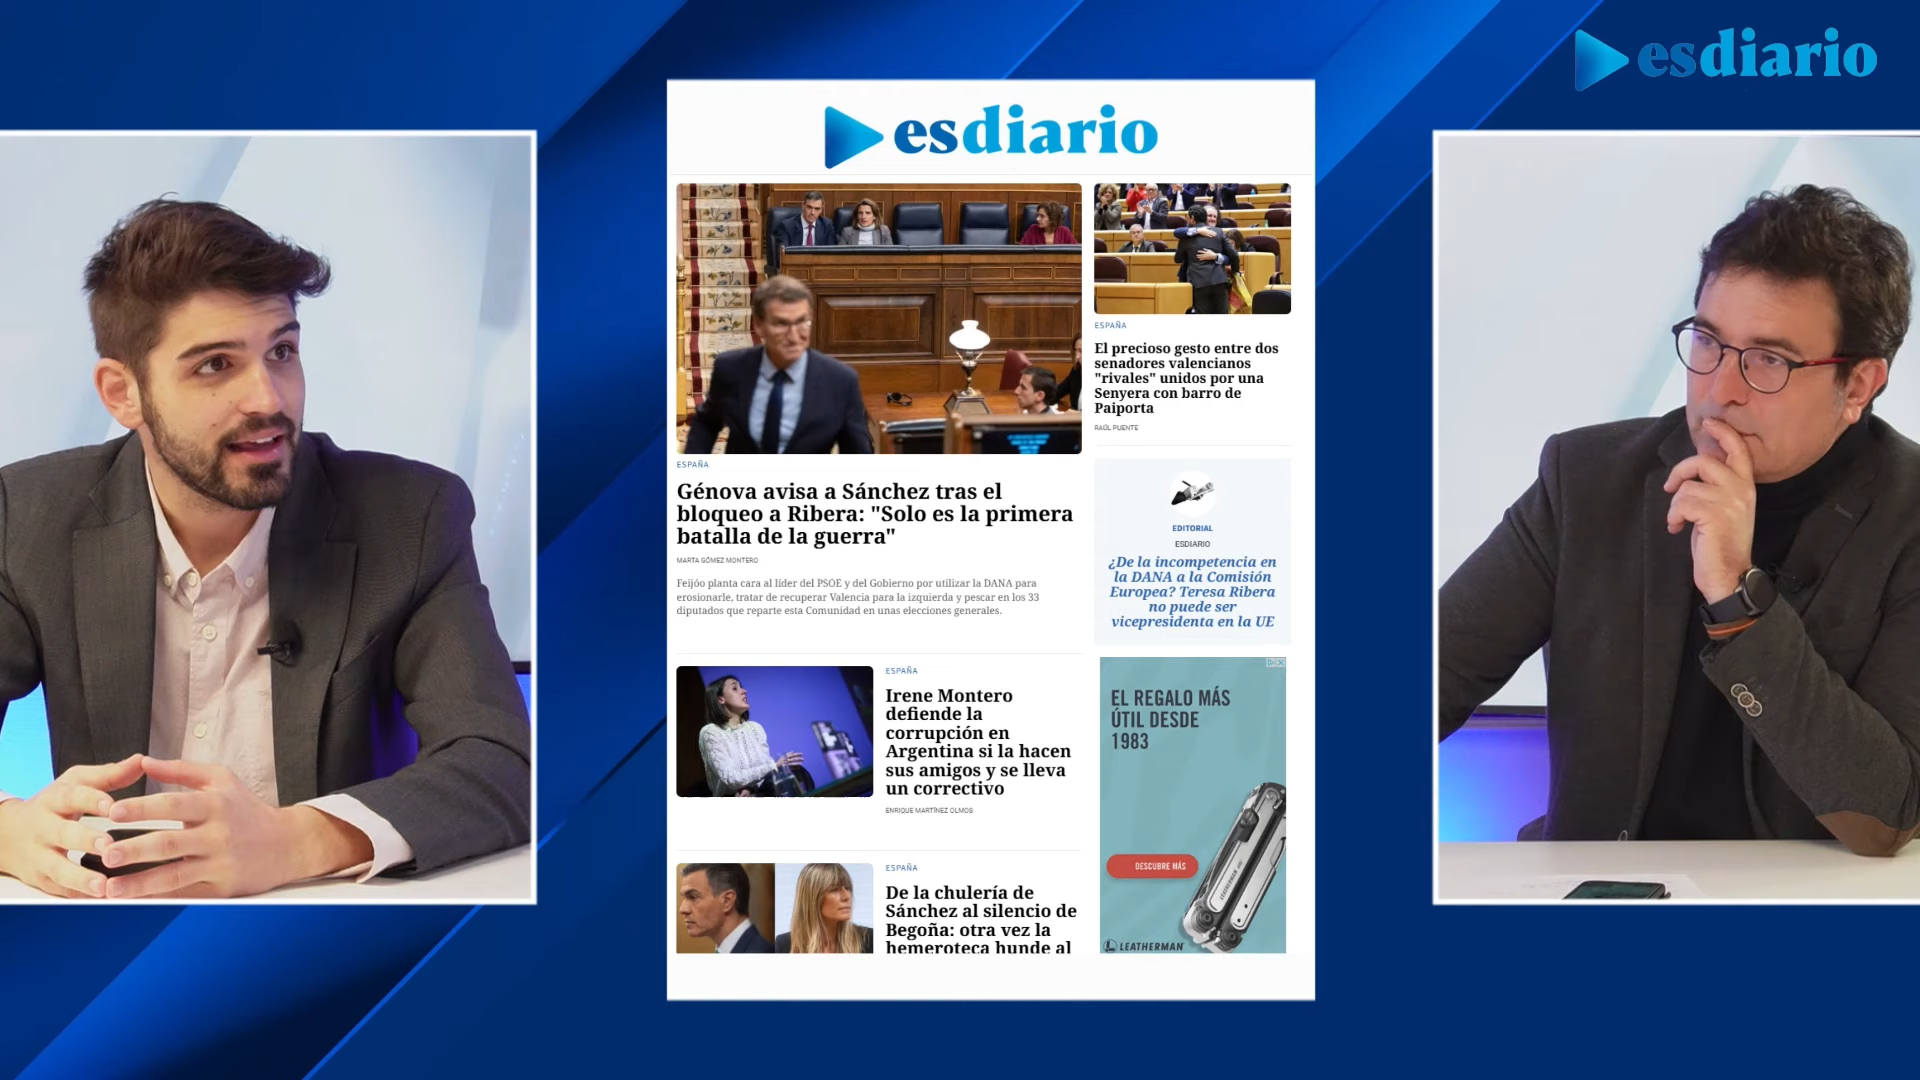 esdiario
esdiario
ESPAÑA
Génova avisa a Sánchez tras el
bloqueo a Ribera: "Solo es la primera
batalla de la guerra"
MARTA GÓMEZ MONTERO
Feijóo planta cara al líder del PSOE y del Gobierno por utilizar la DANA para
erosionarle, tratar de recuperar Valencia para la izquierda y pescar en los 33
diputados que reparte esta Comunidad en unas elecciones generales.
ESPAÑA
Irene Montero
defiende la
corrupción en
Argentina si la hacen
sus amigos y se lleva
un correctivo
ENRIQUE MARTÍNEZ OLMOS
ESPAÑA
De la chulería de
Sánchez al silencio de
Begoña: otra vez la
hemeroteca hunde al
ESPAÑA
El precioso gesto entre dos
senadores valencianos
"rivales" unidos por una
Senyera con barro de
Paiporta
RAÚL PUENTE
EDITORIAL
ESDIARIO
¿De la incompetencia en
la DANA a la Comisión
Europea? Teresa Ribera
no puede ser
vicepresidenta en la UE
EL REGALO MÁS
ÚTIL DESDE
1983
DESCUBRE MÁS
LEATHERMAN